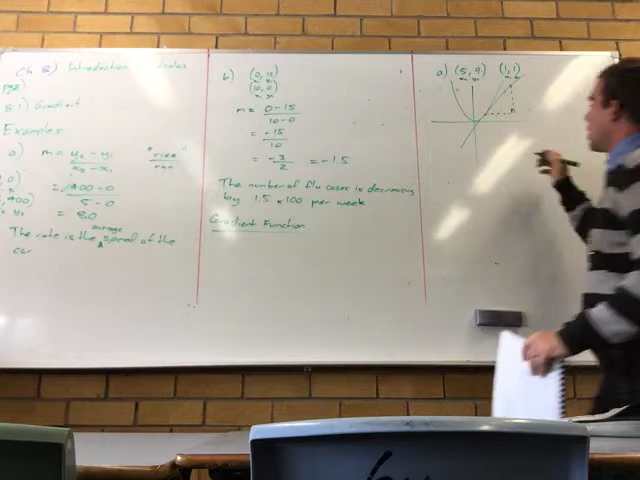 Ch 8) Introduction Calculus
8.1) Gradient
Examples
a) m = y₂ - y₁ "rise"
x₂ - x₁ run
= 400 - 0
5 - 0
= 80
average
The rate is the speed of the
car
b) (0, 15)
(10, 0)
m = 0 - 15
10 - 0
= -15
10
= -3 = -1.5
2
The number of flu cases is decreasing
by 1.5 × 100 per week
Gradient Function
a) (5, 9) (1, 1)